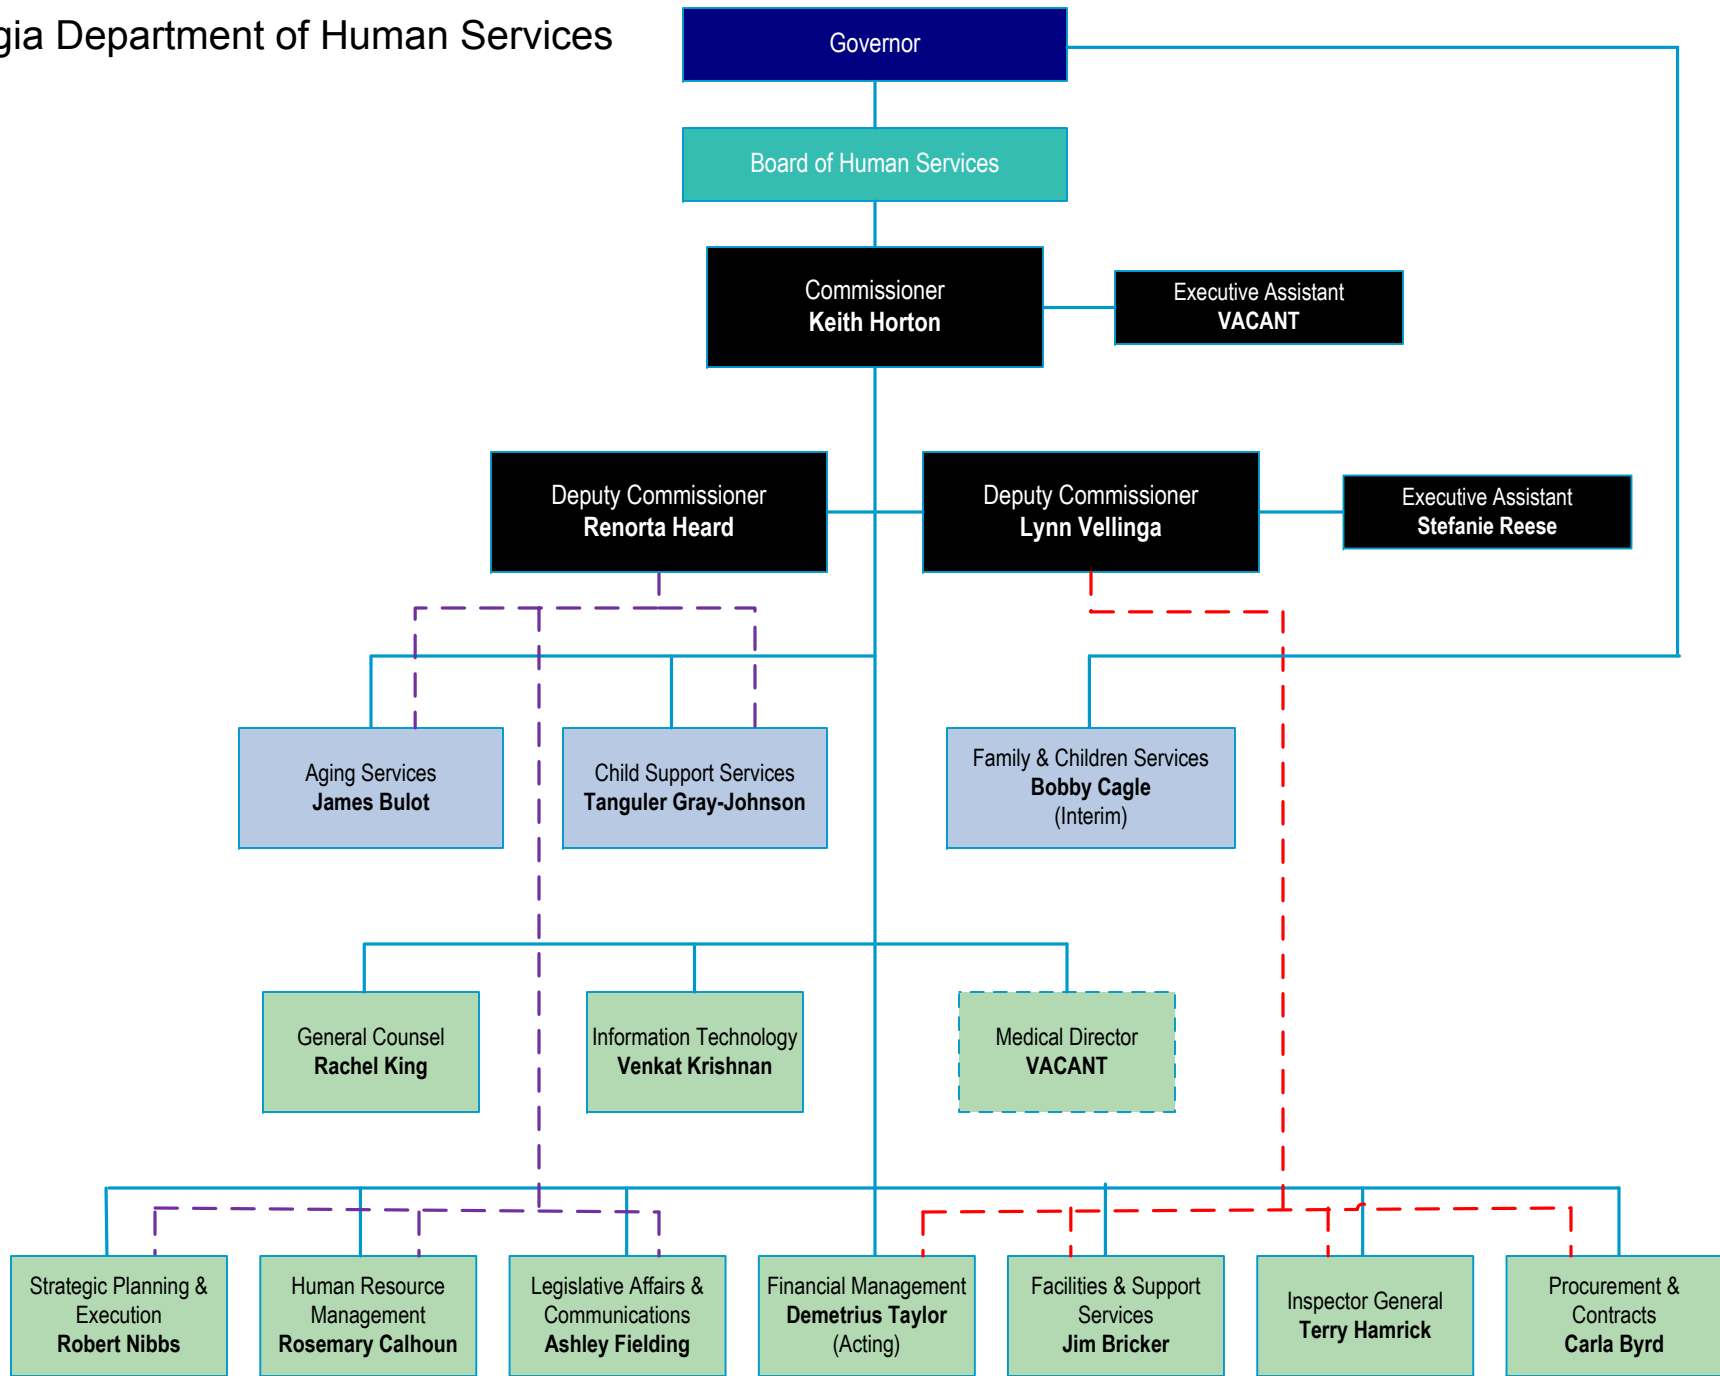 gia Department of Human Services
Governor
Board of Human Services
Commissioner
Keith Horton
Executive Assistant
VACANT
Deputy Commissioner
Renorta Heard
Deputy Commissioner
Lynn Vellinga
Executive Assistant
Stefanie Reese
Aging Services
James Bulot
Child Support Services
Tanguler Gray-Johnson
Family & Children Services
Bobby Cagle
(Interim)
General Counsel
Rachel King
Information Technology
Venkat Krishnan
Medical Director
VACANT
Strategic Planning &
Execution
Robert Nibbs
Human Resource
Management
Rosemary Calhoun
Legislative Affairs &
Communications
Ashley Fielding
Financial Management
Demetrius Taylor
(Acting)
Facilities & Support
Services
Jim Bricker
Inspector General
Terry Hamrick
Procurement &
Contracts
Carla Byrd